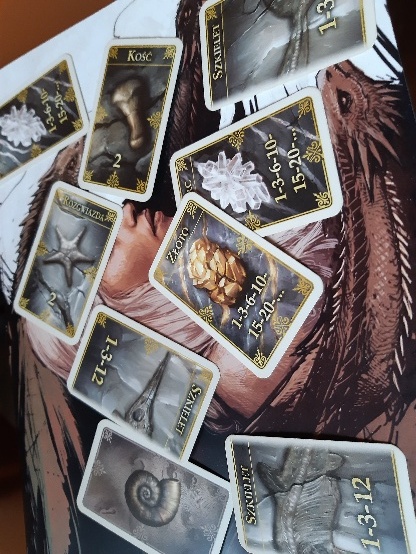 SZKIELET
1-3
KOŚĆ
2
1-3-6-10-
15-20-...
1-3-6-10-
15-20-...
ROZGWIAZDA
2
ZŁOTO
1-3-6-10-
15-20-...
1-3-12
SZKIELET
SZKIELET
1-3-12